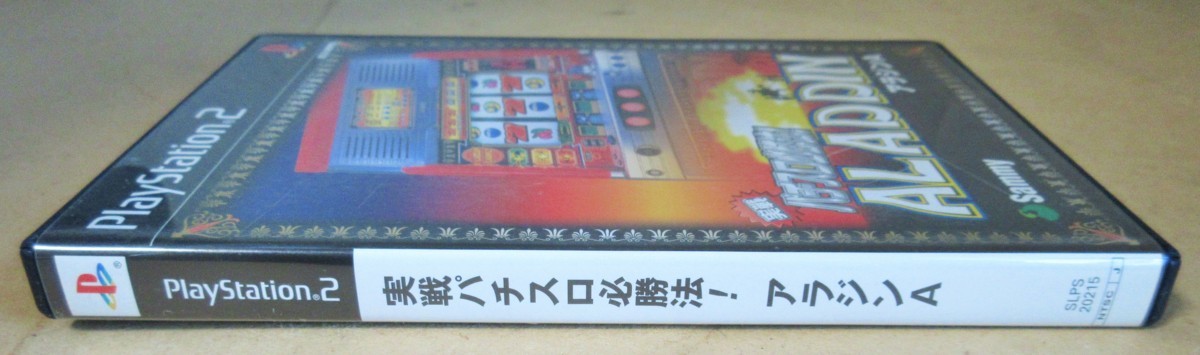 PlayStation®2
実戦パチスロ必勝法! アラジンA
SLPS
20215
NTSC J
PlayStation 2
ALADDIN
Sammy